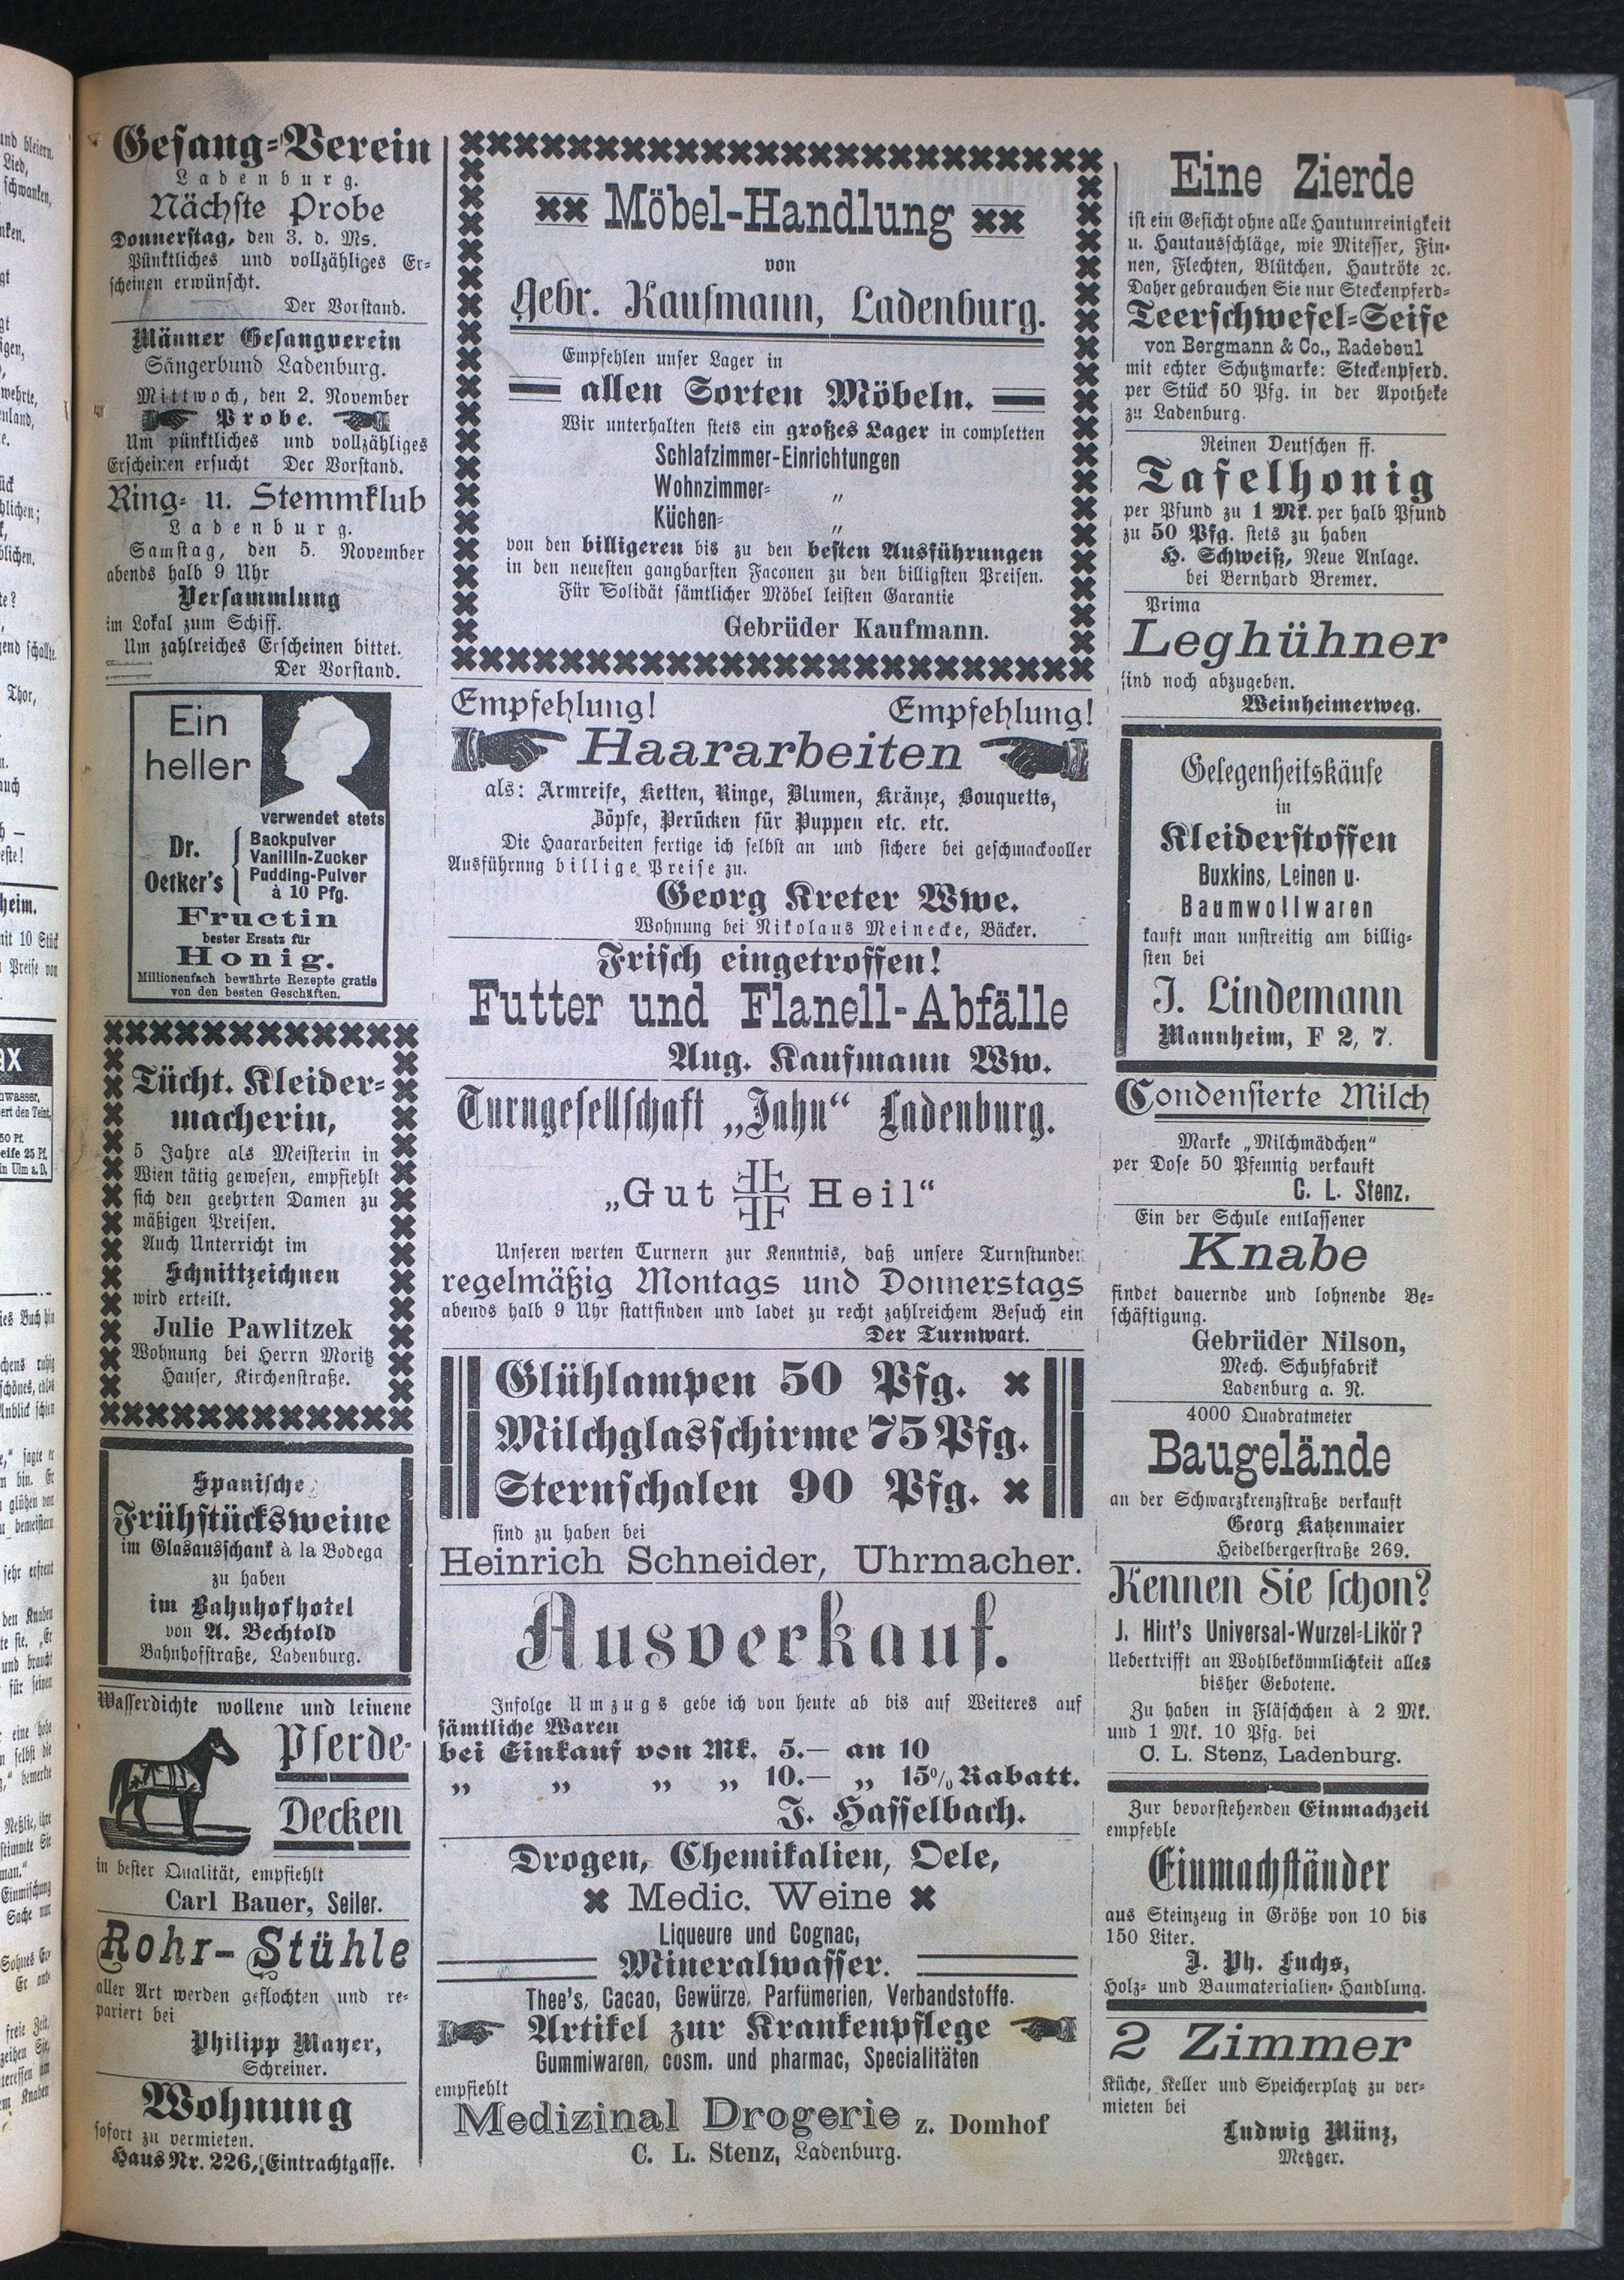 Gesang-Verein
Ladenburg.
Nächste Probe
Donnerstag, den 3. d. Ms.
Pünktliches und vollzähliges Er-
scheinen erwünscht.
Der Vorstand.
Männer Gesangverein
Sängerbund Ladenburg.
Mittwoch, den 2. November
Probe.
Um pünktliches und vollzähliges
Erscheinen ersucht Der Vorstand.
Ring- u. Stemmklub
Ladenburg.
Samstag, den 5. November
abends halb 9 Uhr
Versammlung
im Lokal zum Schiff.
Um zahlreiches Erscheinen bittet.
Der Vorstand.
Ein
heller
verwendet stets
Dr.
Oetker's
Backpulver
Vanillin-Zucker
Pudding-Pulver
à 10 Pfg.
Fructin
bester Ersatz für
Honig.
Millionenfach bewährte Rezepte gratis
von den besten Geschäften.
Tücht. Kleider-
macherin,
5 Jahre als Meisterin in
Wien tätig gewesen, empfiehlt
sich den geehrten Damen zu
mäßigen Preisen.
Auch Unterricht im
Schnittzeichnen
wird erteilt.
Julie Pawlitzek
Wohnung bei Herrn Moritz
Hauser, Kirchenstraße.
Spanische
Frühstücksweine
im Glasausschank à la Bodega
zu haben
im Bahnhofhotel
von A. Bechtold
Bahnhofstraße, Ladenburg.
Wasserdichte wollene und leinene
Pferde-
Decken
in bester Qualität, empfiehlt
Carl Bauer, Seiler.
Rohr-Stühle
aller Art werden geflochten und re-
pariert bei
Philipp Mayer,
Schreiner.
Wohnung
sofort zu vermieten.
Haus Nr. 226, Eintrachtgasse.
Möbel-Handlung
von
Gebr. Kaufmann, Ladenburg.
Empfehlen unser Lager in
allen Sorten Möbeln.
Wir unterhalten stets ein großes Lager in completten
Schlafzimmer-Einrichtungen
Wohnzimmer- „
Küchen- „
von den billigeren bis zu den besten Ausführungen
in den neuesten gangbarsten Faconen zu den billigsten Preisen.
Für Solidät sämtlicher Möbel leisten Garantie
Gebrüder Kaufmann.
Empfehlung! Empfehlung!
Haararbeiten
als: Armreife, Ketten, Ringe, Blumen, Kränze, Bouquetts,
Zöpfe, Perücken für Puppen etc. etc.
Die Haararbeiten fertige ich selbst an und sichere bei geschmackvoller
Ausführung billige Preise zu.
Georg Kreter Wwe.
Wohnung bei Nikolaus Meinecke, Bäcker.
Frisch eingetroffen!
Futter und Flanell-Abfälle
Aug. Kaufmann Ww.
Turngesellschaft „Jahn“ Ladenburg.
„Gut Heil“
Unseren werten Turnern zur Kenntnis, daß unsere Turnstunden
regelmäßig Montags und Donnerstags
abends halb 9 Uhr stattfinden und ladet zu recht zahlreichem Besuch ein
Der Turnwart.
Glühlampen 50 Pfg.
Milchglasschirme 75 Pfg.
Sternschalen 90 Pfg.
sind zu haben bei
Heinrich Schneider, Uhrmacher.
Ausverkauf.
Infolge Umzugs gebe ich von heute ab bis auf Weiteres auf
sämtliche Waren
bei Einkauf von Mk. 5.— an 10
„ „ „ „ 10.— „ 15% Rabatt.
J. Hasselbach.
Drogen, Chemikalien, Oele,
Medic. Weine
Liqueure und Cognac,
Mineralwasser.
Thee's, Cacao, Gewürze, Parfümerien, Verbandstoffe.
Artikel zur Krankenpflege
Gummiwaren, cosm. und pharmac, Specialitäten
empfiehlt
Medizinal Drogerie z. Domhof
C. L. Stenz, Ladenburg.
Eine Zierde
ist ein Gesicht ohne alle Hautunreinigkeit
u. Hautausschläge, wie Mitesser, Fin-
nen, Flechten, Blütchen, Hautröte ꝛc.
Daher gebrauchen Sie nur Steckenpferd-
Teerschwefel-Seife
von Bergmann & Co., Radebeul
mit echter Schutzmarke: Steckenpferd.
per Stück 50 Pfg. in der Apotheke
zu Ladenburg.
Reinen Deutschen ff.
Tafelhonig
per Pfund zu 1 Mk. per halb Pfund
zu 50 Pfg. stets zu haben
H. Schweiß, Neue Anlage.
bei Bernhard Bremer.
Prima
Leghühner
sind noch abzugeben.
Weinheimerweg.
Gelegenheitskäufe
in
Kleiderstoffen
Buxkins, Leinen u.
Baumwollwaren
kauft man unstreitig am billig-
sten bei
J. Lindemann
Mannheim, F 2, 7.
Condensierte Milch
Marke „Milchmädchen“
per Dose 50 Pfennig verkauft
C. L. Stenz.
Ein der Schule entlassener
Knabe
findet dauernde und lohnende Be-
schäftigung.
Gebrüder Nilson,
Mech. Schuhfabrik
Ladenburg a. N.
4000 Quadratmeter
Baugelände
an der Schwarzkrenzstraße verkauft
Georg Katzenmaier
Heidelbergerstraße 269.
Kennen Sie schon?
J. Hirt's Universal-Wurzel-Likör?
Uebertrifft an Wohlbekömmlichkeit alles
bisher Gebotene.
Zu haben in Fläschchen à 2 Mk.
und 1 Mk. 10 Pfg. bei
C. L. Stenz, Ladenburg.
Zur bevorstehenden Einmachzeit
empfehle
Einmachständer
aus Steinzeug in Größe von 10 bis
150 Liter.
J. Ph. Fuchs,
Holz- und Baumaterialien-Handlung.
2 Zimmer
Küche, Keller und Speicherplatz zu ver-
mieten bei
Ludwig Münz,
Metzger.